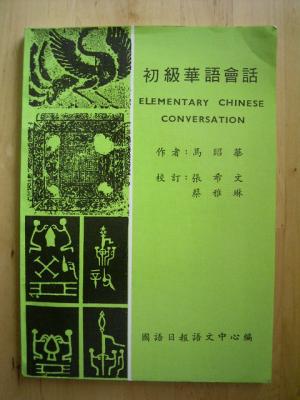 初級華語會話
ELEMENTARY CHINESE
CONVERSATION
作者：馬昭華
校訂：張希文
蔡雅琳
國語日報語文中心編